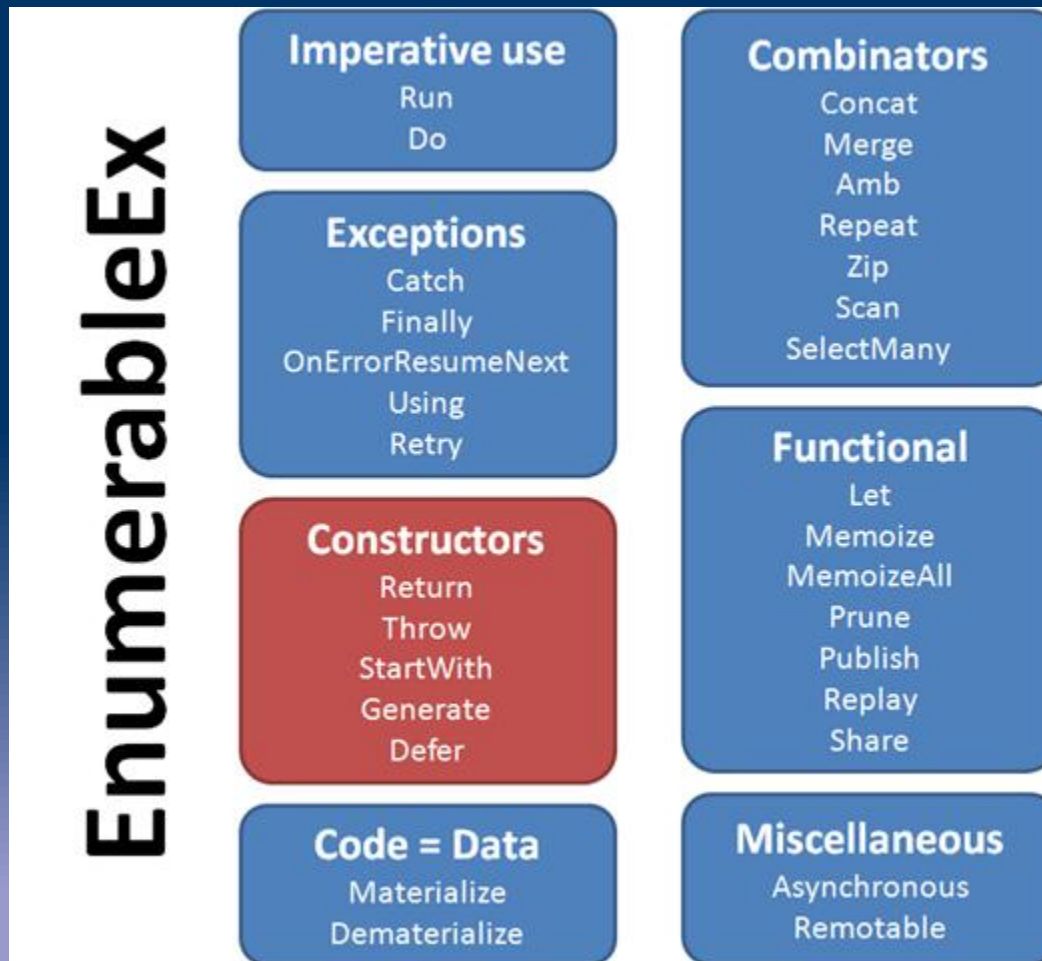 EnumerableEx
Imperative use
Run
Do
Exceptions
Catch
Finally
OnErrorResumeNext
Using
Retry
Constructors
Return
Throw
StartWith
Generate
Defer
Code = Data
Materialize
Dematerialize
Combinators
Concat
Merge
Amb
Repeat
Zip
Scan
SelectMany
Functional
Let
Memoize
MemoizeAll
Prune
Publish
Replay
Share
Miscellaneous
Asynchronous
Remotable